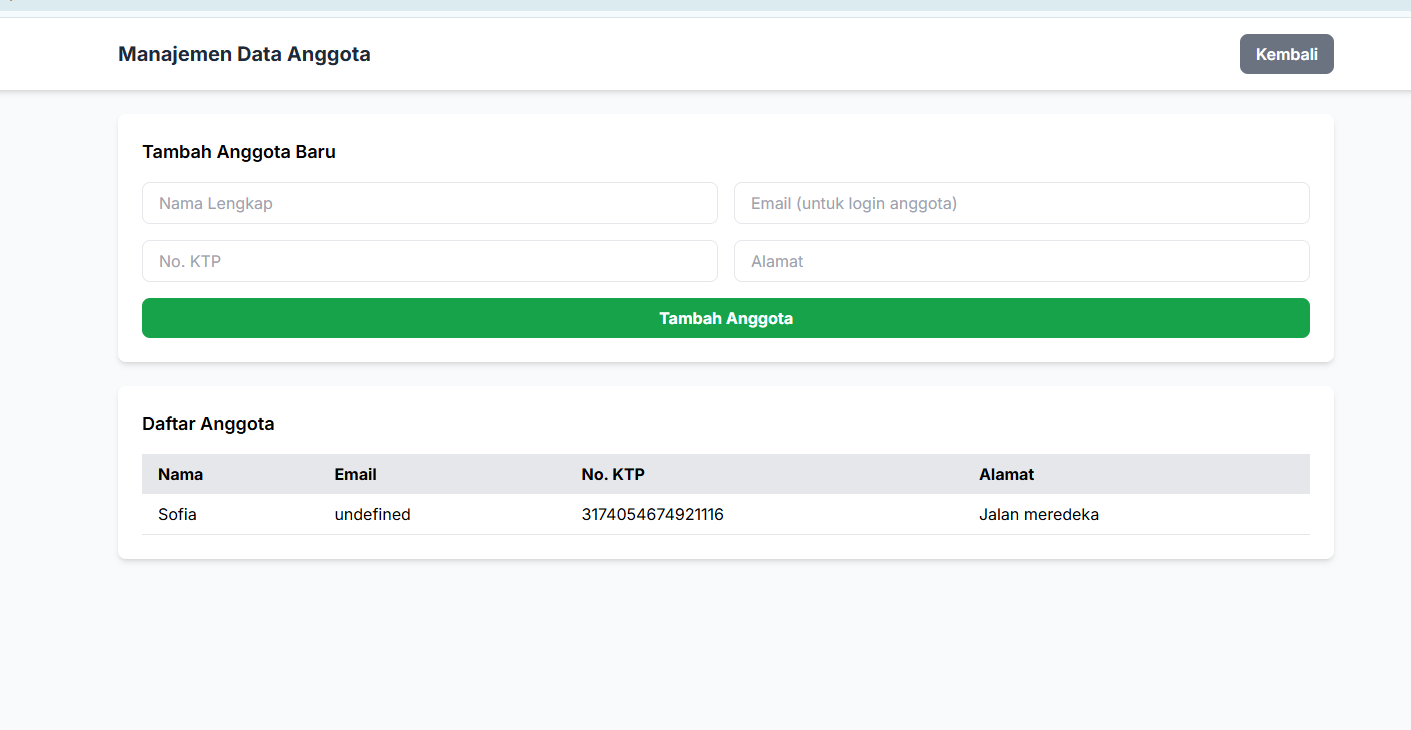 Manajemen Data Anggota
Kembali
Tambah Anggota Baru
Nama Lengkap
Email (untuk login anggota)
No. KTP
Alamat
Tambah Anggota
Daftar Anggota
Nama Email No. KTP Alamat
Sofia undefined 3174054674921116 Jalan meredeka